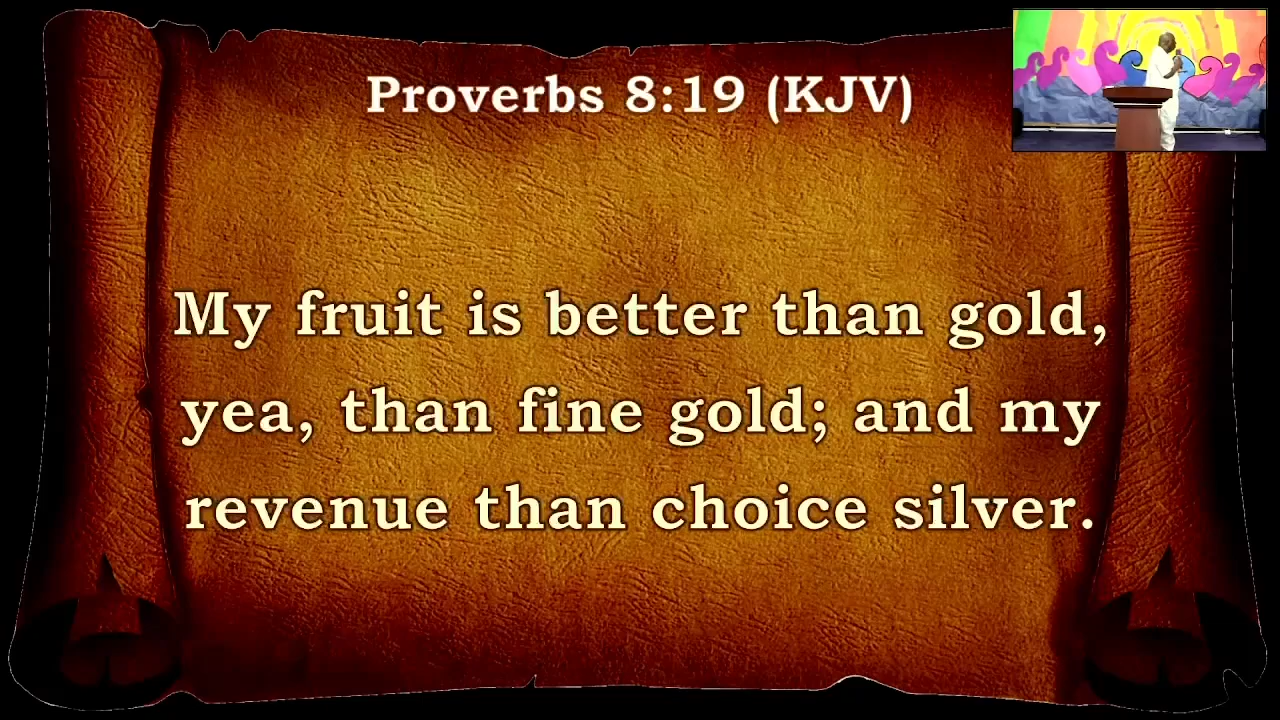 Proverbs 8:19 (KJV)
My fruit is better than gold,
yea, than fine gold; and my
revenue than choice silver.